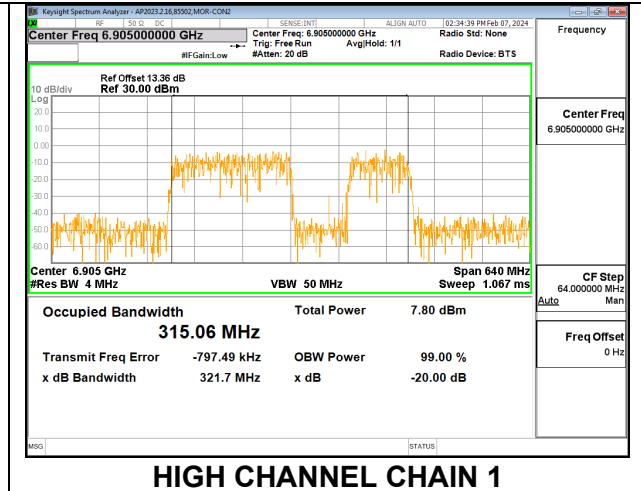 Keysight Spectrum Analyzer - AP2023.2.16,85502,MOR-CON2
RF 50 Ω DC SENSE:INT ALIGN AUTO 02:34:39 PM Feb 07, 2024
Center Freq 6.905000000 GHz
Center Freq: 6.905000000 GHz
Radio Std: None
Trig: Free Run Avg|Hold: 1/1
#IFGain:Low
#Atten: 20 dB
Radio Device: BTS
Frequency
Ref Offset 13.36 dB
10 dB/div Ref 30.00 dBm
Log
20.0
10.0
0.00
-10.0
-20.0
-30.0
-40.0
-50.0
-60.0
Center Freq
6.905000000 GHz
Center 6.905 GHz
Span 640 MHz
#Res BW 4 MHz
VBW 50 MHz
Sweep 1.067 ms
CF Step
64.000000 MHz
Auto Man
Occupied Bandwidth
Total Power 7.80 dBm
315.06 MHz
Freq Offset
0 Hz
Transmit Freq Error -797.49 kHz
OBW Power 99.00 %
x dB Bandwidth 321.7 MHz
x dB -20.00 dB
MSG
STATUS
HIGH CHANNEL CHAIN 1